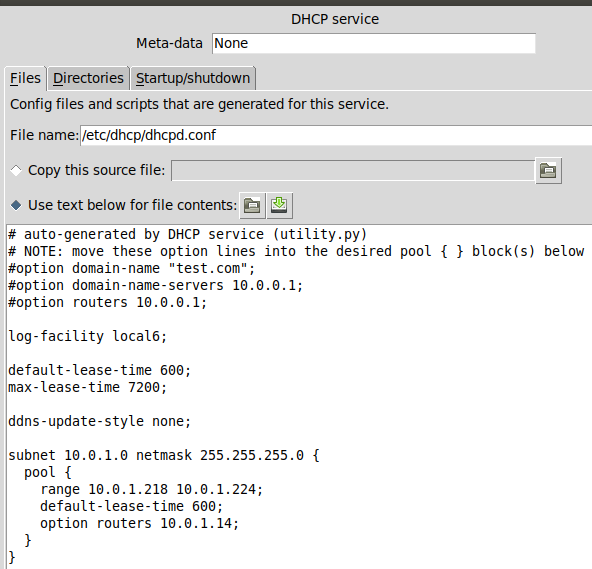 DHCP service
Meta-data None
Files Directories Startup/shutdown
Config files and scripts that are generated for this service.
File name: /etc/dhcp/dhcpd.conf
Copy this source file:
Use text below for file contents:
# auto-generated by DHCP service (utility.py)
# NOTE: move these option lines into the desired pool { } block(s) below
#option domain-name "test.com";
#option domain-name-servers 10.0.0.1;
#option routers 10.0.0.1;

log-facility local6;

default-lease-time 600;
max-lease-time 7200;

ddns-update-style none;

subnet 10.0.1.0 netmask 255.255.255.0 {
  pool {
    range 10.0.1.218 10.0.1.224;
    default-lease-time 600;
    option routers 10.0.1.14;
  }
}